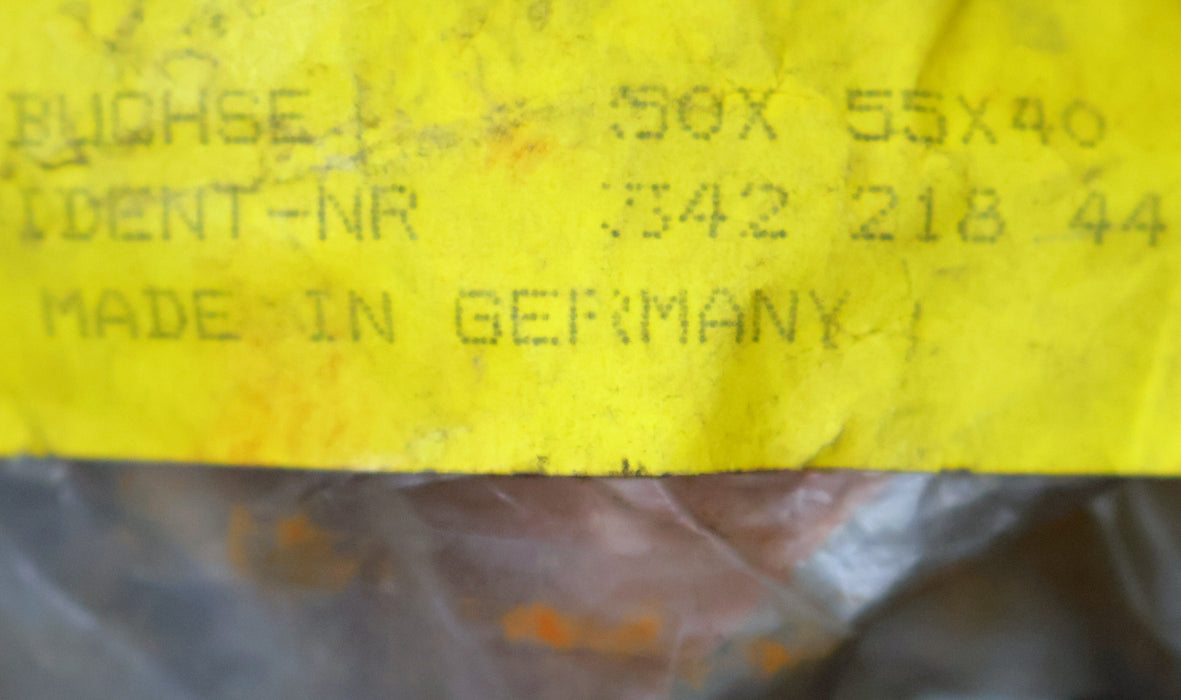 BUCHSE 50X 55X40
IDENT-NR 342 218 44
MADE IN GERMANY